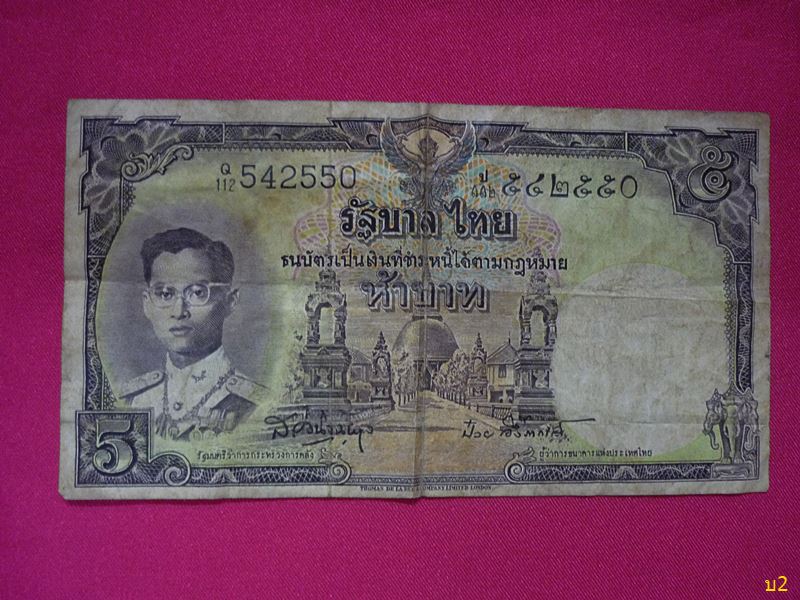 Q/112 542550
ป/๑๑๒ ๕๔๒๕๕๐
๕
รัฐบาลไทย
ธนบัตรเป็นเงินที่ชำระหนี้ได้ตามกฎหมาย
ห้าบาท
5
รัฐมนตรีว่าการกระทรวงการคลัง
ผู้ว่าการธนาคารแห่งประเทศไทย
THOMAS DE LA RUE & COMPANY LIMITED LONDON.
บ2